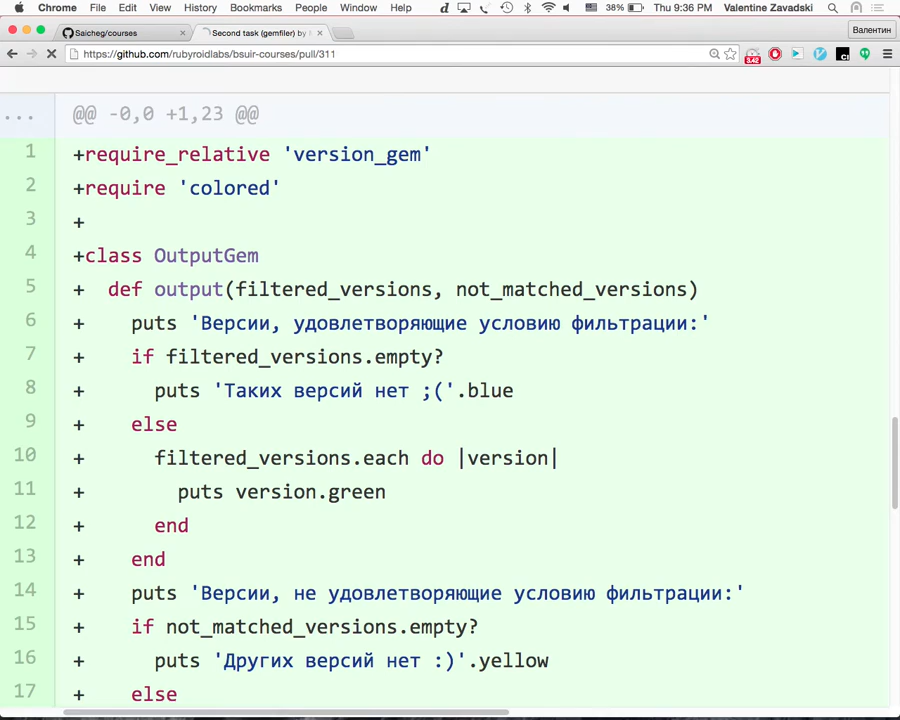 Chrome File Edit View History Bookmarks People Window Help 38% Thu 9:36 PM Valentine Zavadski
Saicheg/courses Second task (gemfiler) by Валентин
https://github.com/rubyroidlabs/bsuir-courses/pull/311
... @@ -0,0 +1,23 @@
1 +require_relative 'version_gem'
2 +require 'colored'
3 +
4 +class OutputGem
5 + def output(filtered_versions, not_matched_versions)
6 + puts 'Версии, удовлетворяющие условию фильтрации:'
7 + if filtered_versions.empty?
8 + puts 'Таких версий нет ;('.blue
9 + else
10 + filtered_versions.each do |version|
11 + puts version.green
12 + end
13 + end
14 + puts 'Версии, не удовлетворяющие условию фильтрации:'
15 + if not_matched_versions.empty?
16 + puts 'Других версий нет :)'.yellow
17 + else